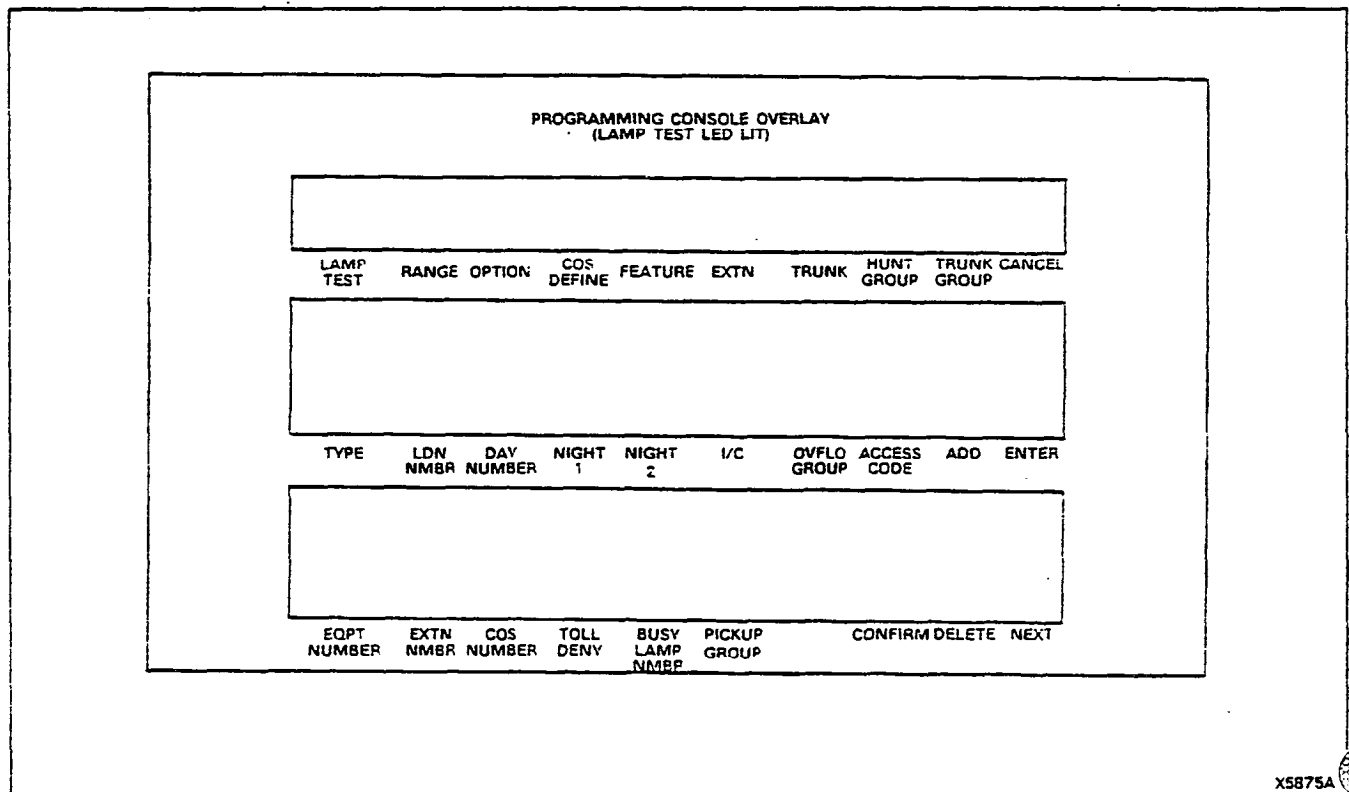 PROGRAMMING CONSOLE OVERLAY
(LAMP TEST LED LIT)
LAMP TEST RANGE OPTION COS DEFINE FEATURE EXTN TRUNK HUNT GROUP TRUNK GROUP CANCEL
TYPE LDN NMBR DAY NUMBER NIGHT 1 NIGHT 2 I/C OVFLO GROUP ACCESS CODE ADD ENTER
EQPT NUMBER EXTN NMBR COS NUMBER TOLL DENY BUSY LAMP NMBR PICKUP GROUP CONFIRM DELETE NEXT
X5875A